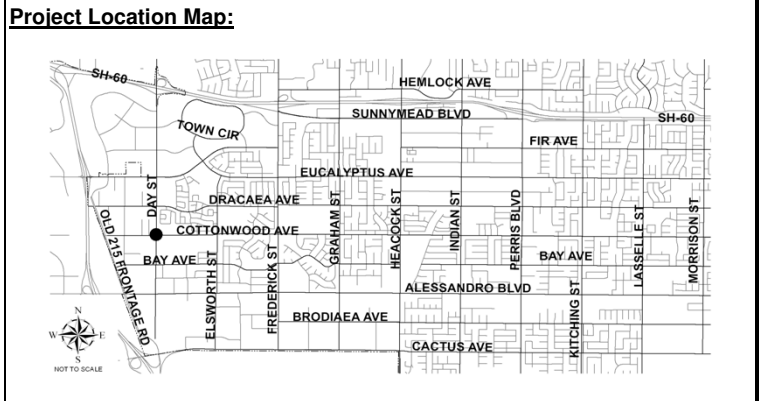 Project Location Map:
SH-60
HEMLOCK AVE
SUNNYMEAD BLVD
SH-60
TOWN CIR
FIR AVE
EUCALYPTUS AVE
DAY ST
DRACAEA AVE
GRAHAM ST
HEACOCK ST
INDIAN ST
PERRIS BLVD
LASSELLE ST
MORRISON ST
COTTONWOOD AVE
OLD 215 FRONTAGE RD
BAY AVE
ELSWORTH ST
FREDERICK ST
BAY AVE
ALESSANDRO BLVD
KITCHING ST
BRODIAEA AVE
CACTUS AVE
N
W
E
S
NOT TO SCALE